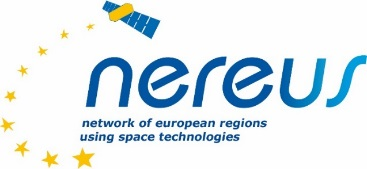 nereus
network of european regions
using space technologies